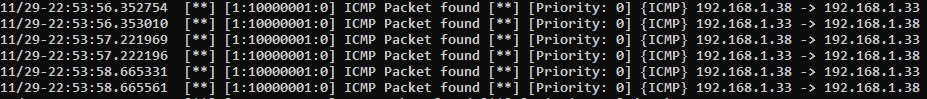 11/29-22:53:56.352754  [**] [1:10000001:0] ICMP Packet found [**] [Priority: 0] {ICMP} 192.168.1.38 -> 192.168.1.33
11/29-22:53:56.353010  [**] [1:10000001:0] ICMP Packet found [**] [Priority: 0] {ICMP} 192.168.1.33 -> 192.168.1.38
11/29-22:53:57.221969  [**] [1:10000001:0] ICMP Packet found [**] [Priority: 0] {ICMP} 192.168.1.38 -> 192.168.1.33
11/29-22:53:57.222196  [**] [1:10000001:0] ICMP Packet found [**] [Priority: 0] {ICMP} 192.168.1.33 -> 192.168.1.38
11/29-22:53:58.665331  [**] [1:10000001:0] ICMP Packet found [**] [Priority: 0] {ICMP} 192.168.1.38 -> 192.168.1.33
11/29-22:53:58.665561  [**] [1:10000001:0] ICMP Packet found [**] [Priority: 0] {ICMP} 192.168.1.33 -> 192.168.1.38